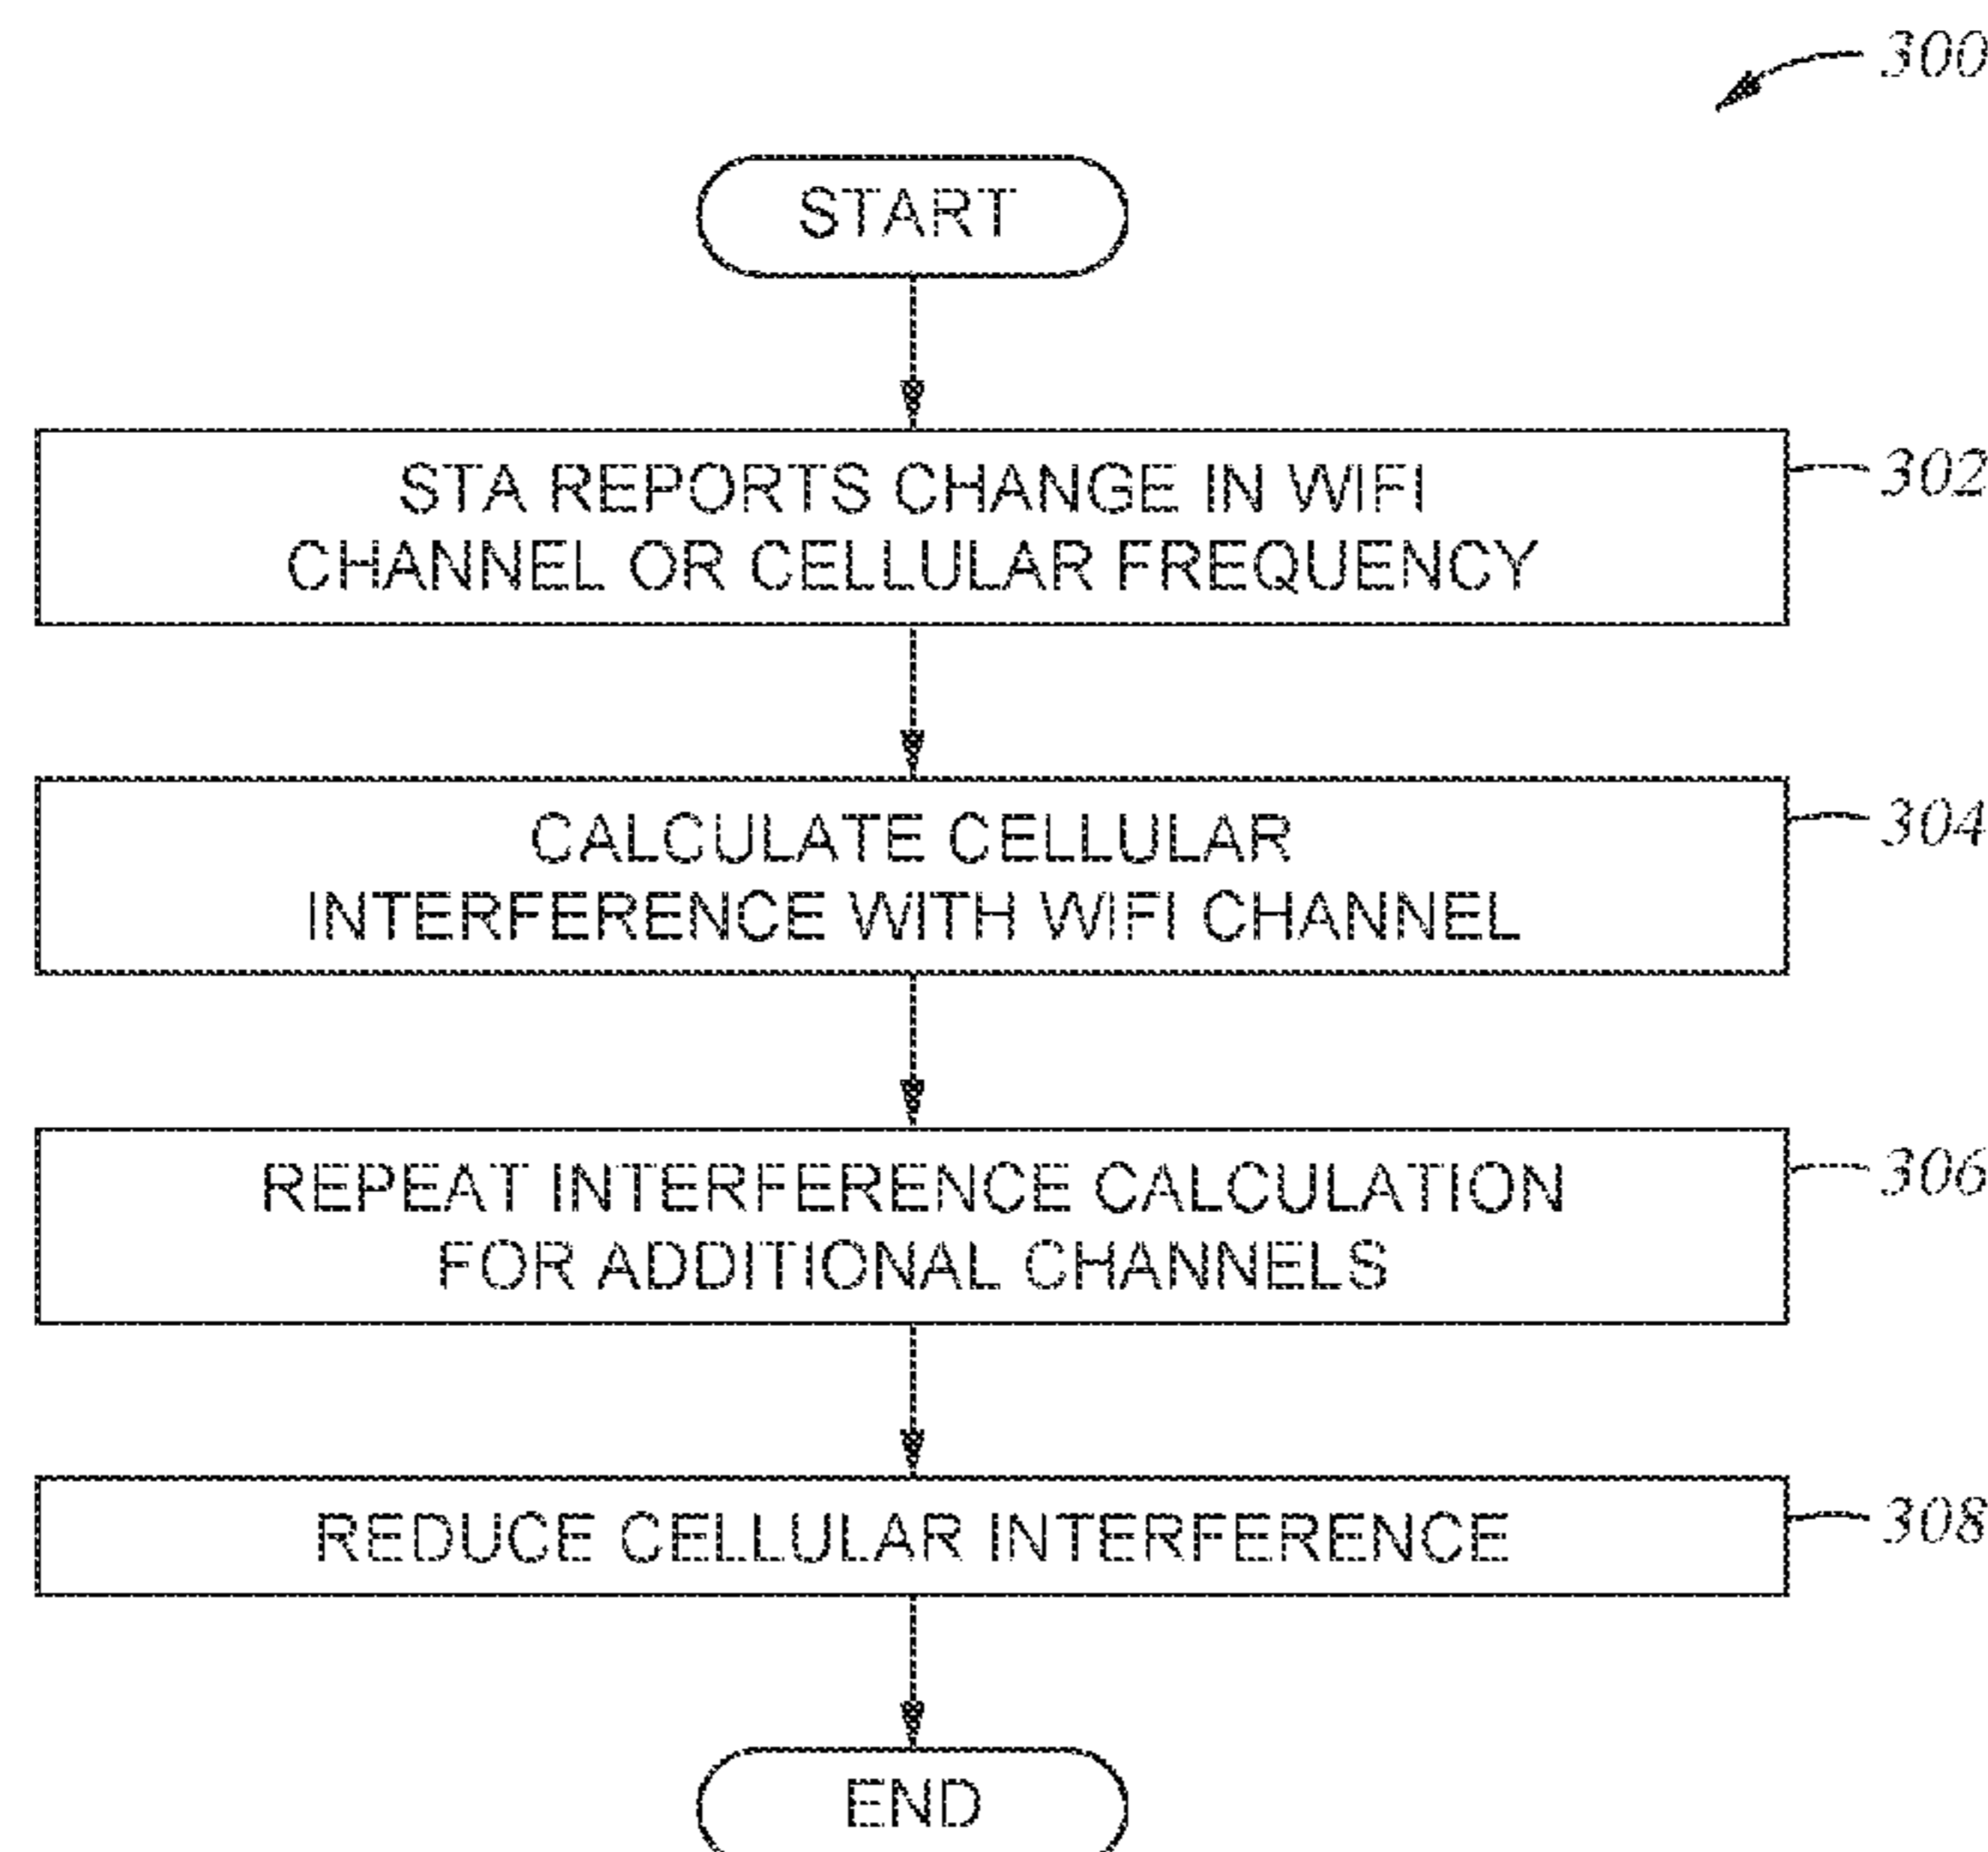 300
START
STA REPORTS CHANGE IN WIFI
CHANNEL OR CELLULAR FREQUENCY
302
CALCULATE CELLULAR
INTERFERENCE WITH WIFI CHANNEL
304
REPEAT INTERFERENCE CALCULATION
FOR ADDITIONAL CHANNELS
306
REDUCE CELLULAR INTERFERENCE
308
END